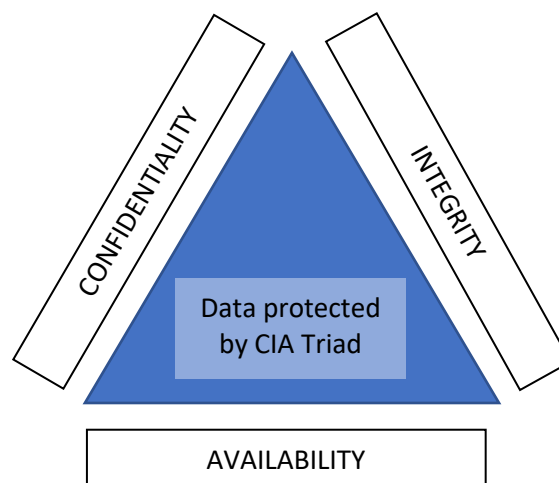 CONFIDENTIALITY
INTEGRITY
Data protected
by CIA Triad
AVAILABILITY